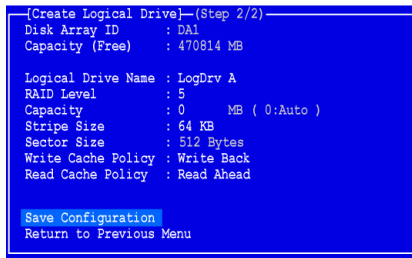 [Create Logical Drive]—(Step 2/2)
Disk Array ID : DA1
Capacity (Free) : 470814 MB
Logical Drive Name : LogDrv A
RAID Level : 5
Capacity : 0 MB ( 0:Auto )
Stripe Size : 64 KB
Sector Size : 512 Bytes
Write Cache Policy : Write Back
Read Cache Policy : Read Ahead
Save Configuration
Return to Previous Menu